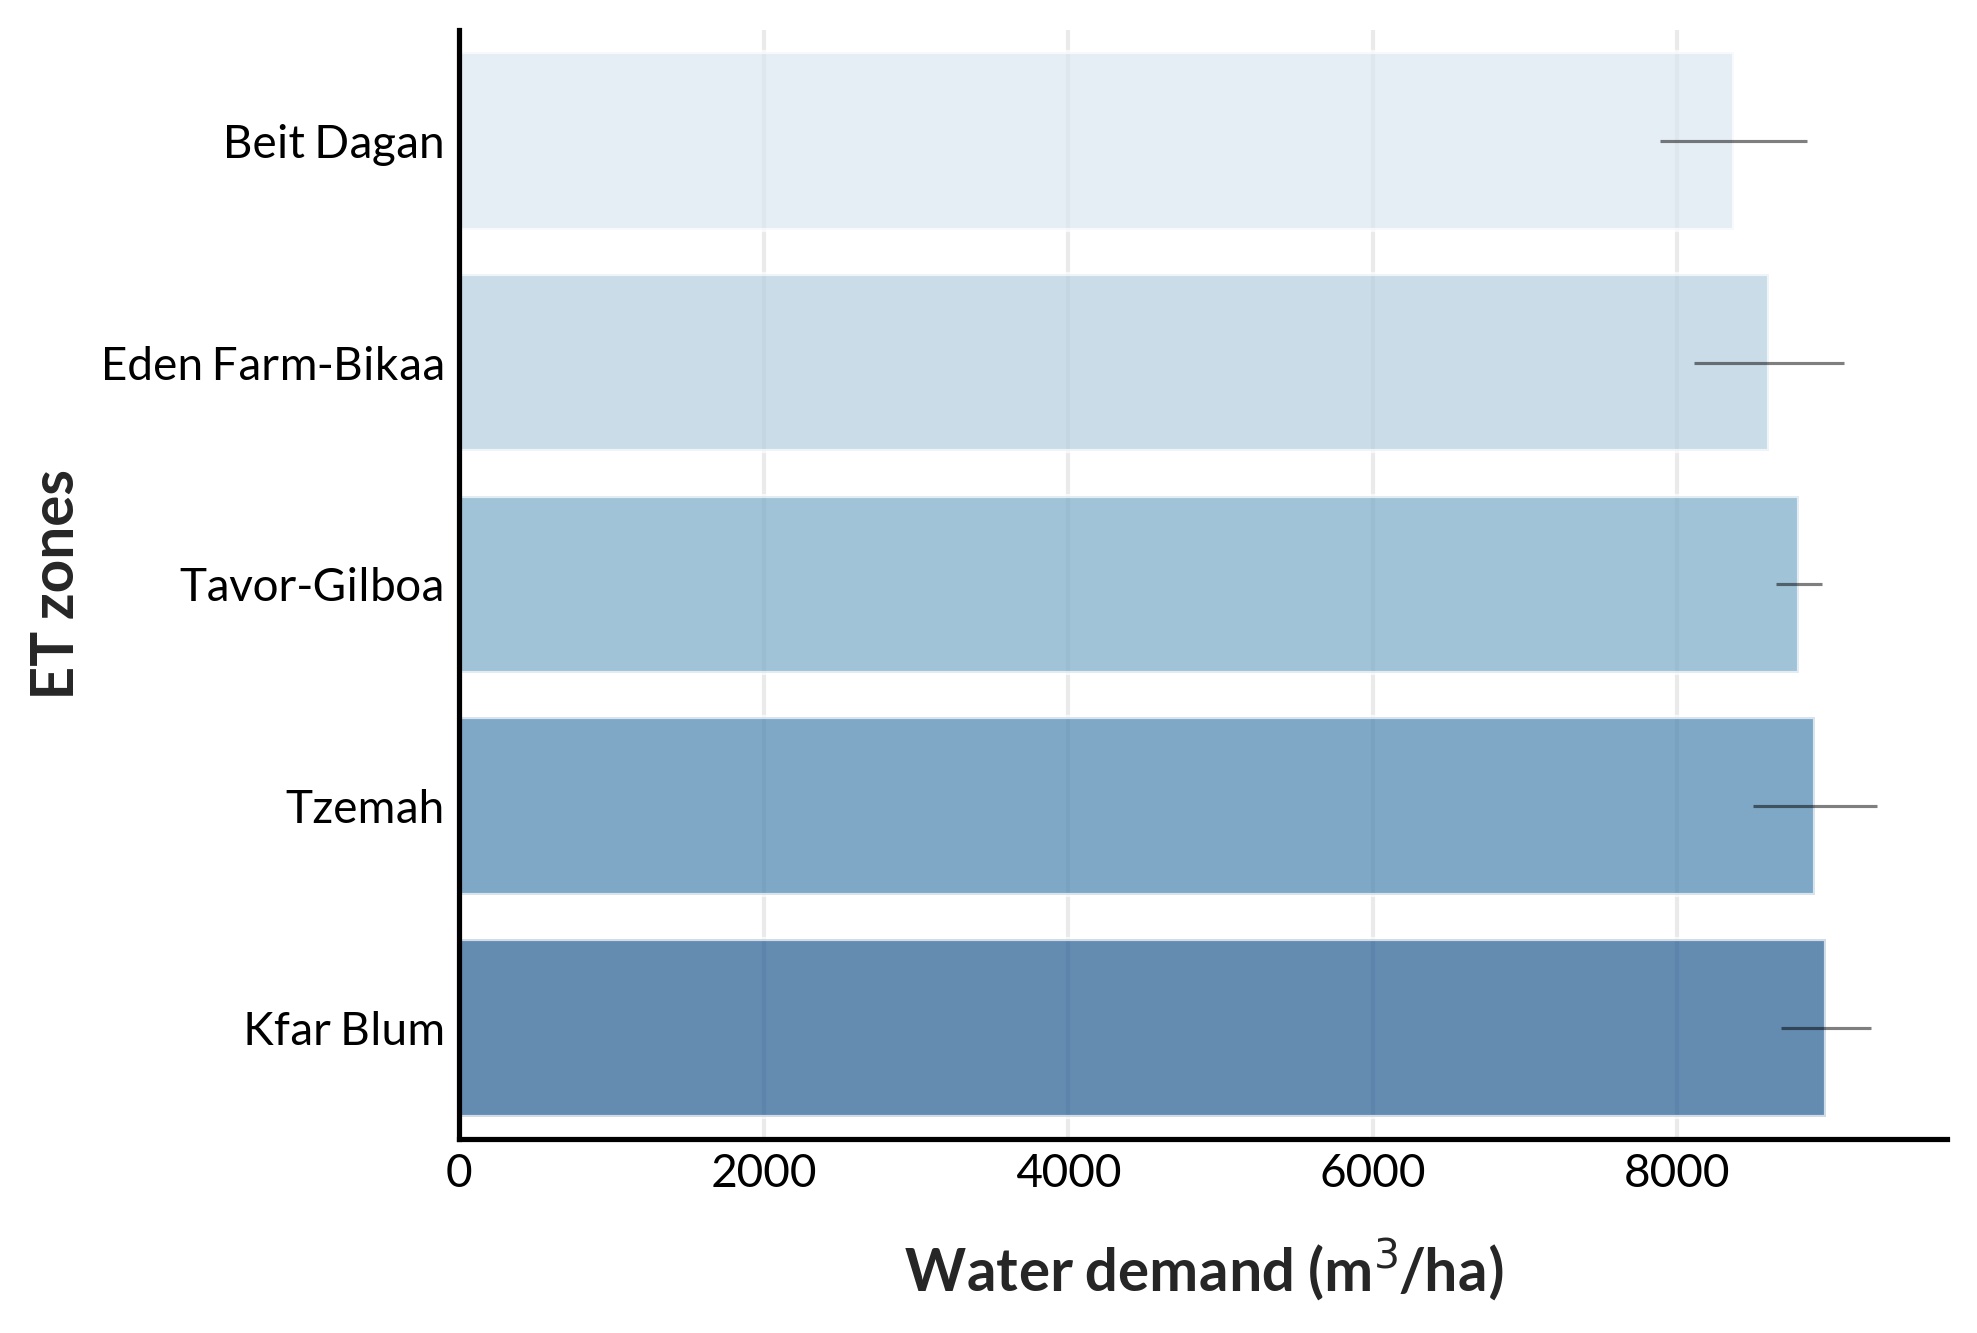 Beit Dagan
Eden Farm-Bikaa
Tavor-Gilboa
Tzemah
Kfar Blum
ET zones
0 2000 4000 6000 8000
Water demand (m³/ha)